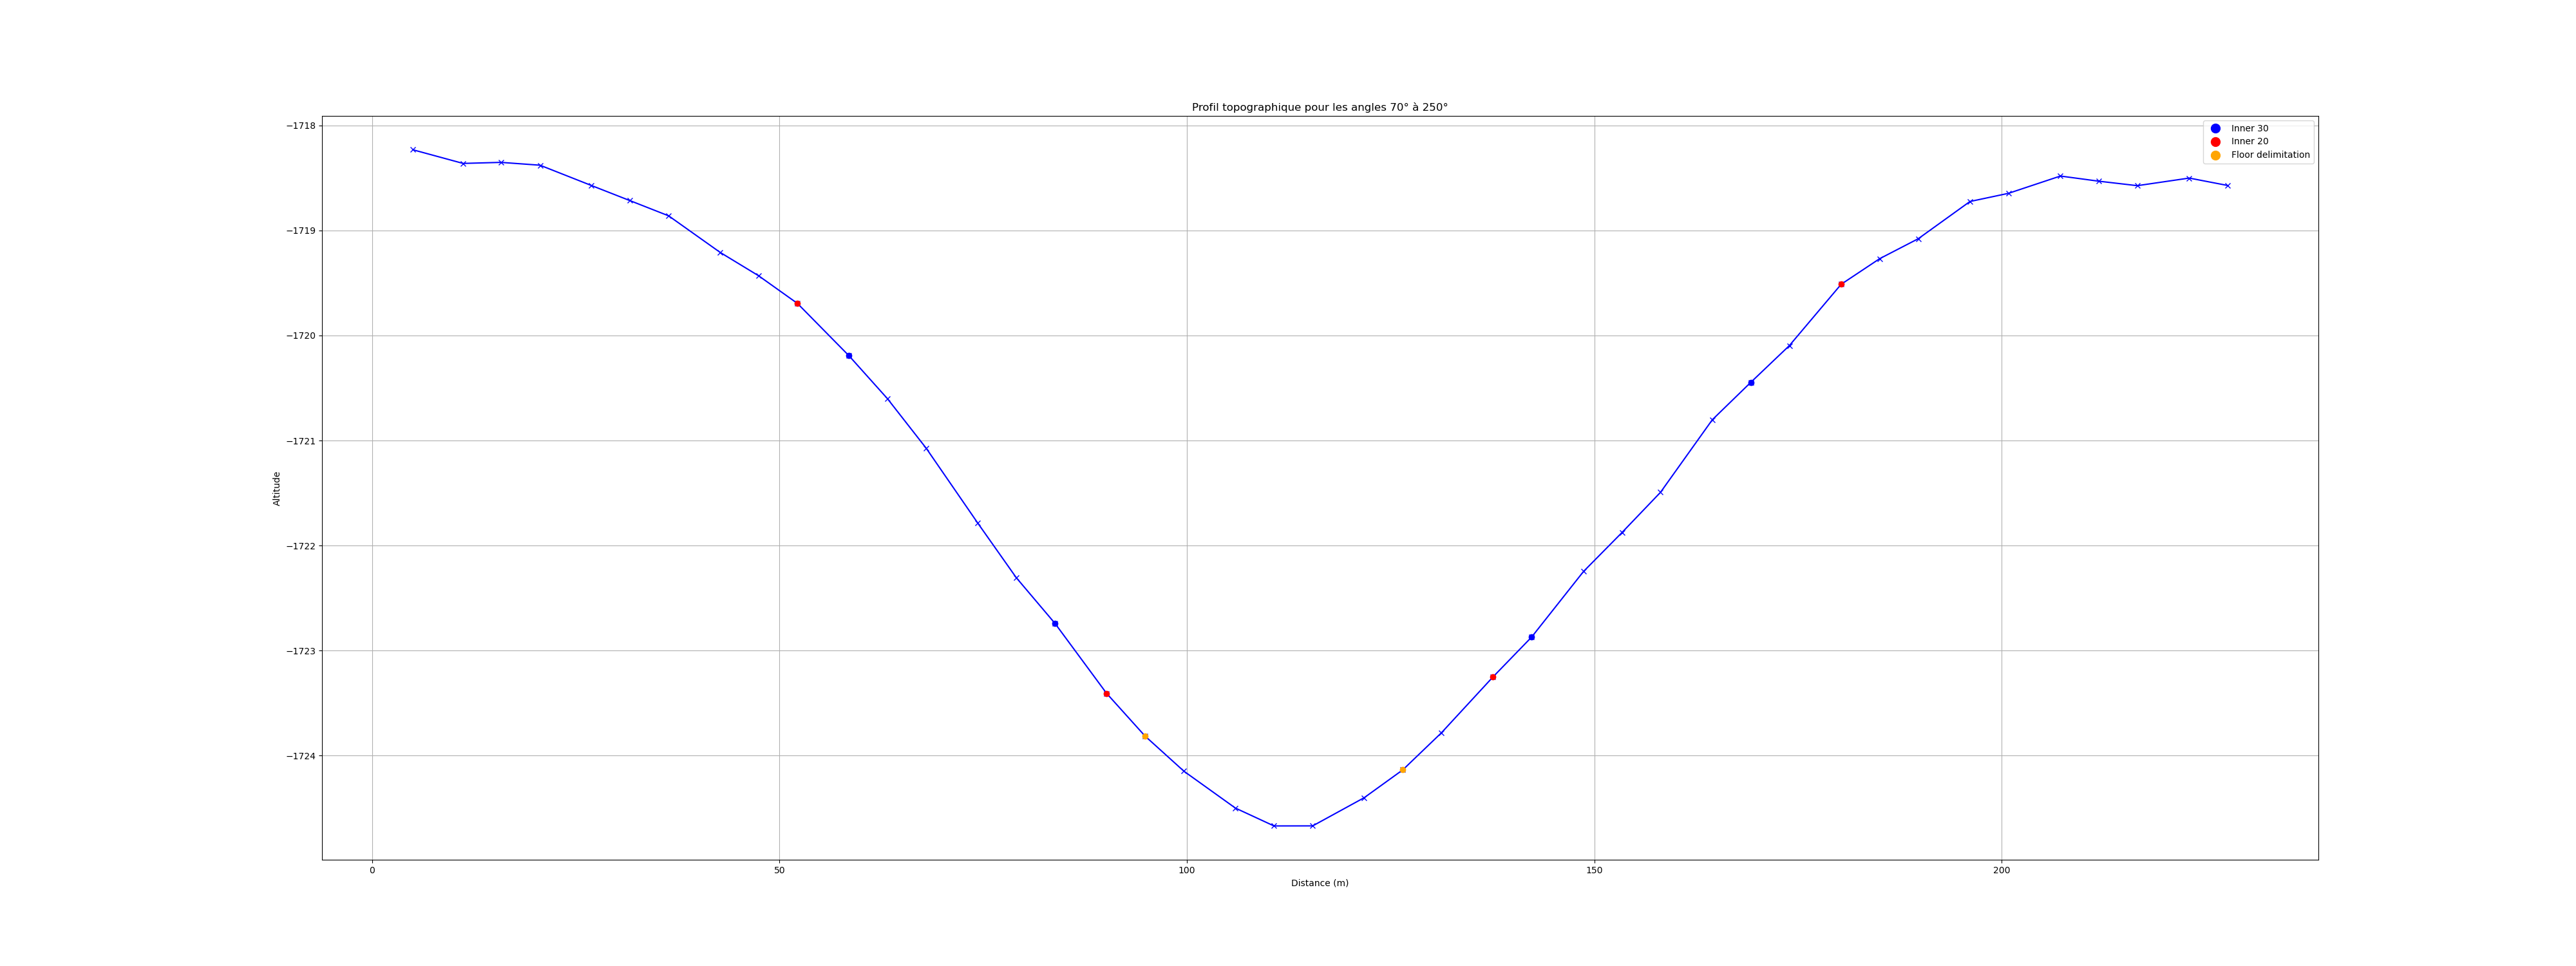 Profil topographique pour les angles 70° à 250°
Inner 30
Inner 20
Floor delimitation
Altitude
−1718
−1719
−1720
−1721
−1722
−1723
−1724
0
50
100
150
200
Distance (m)